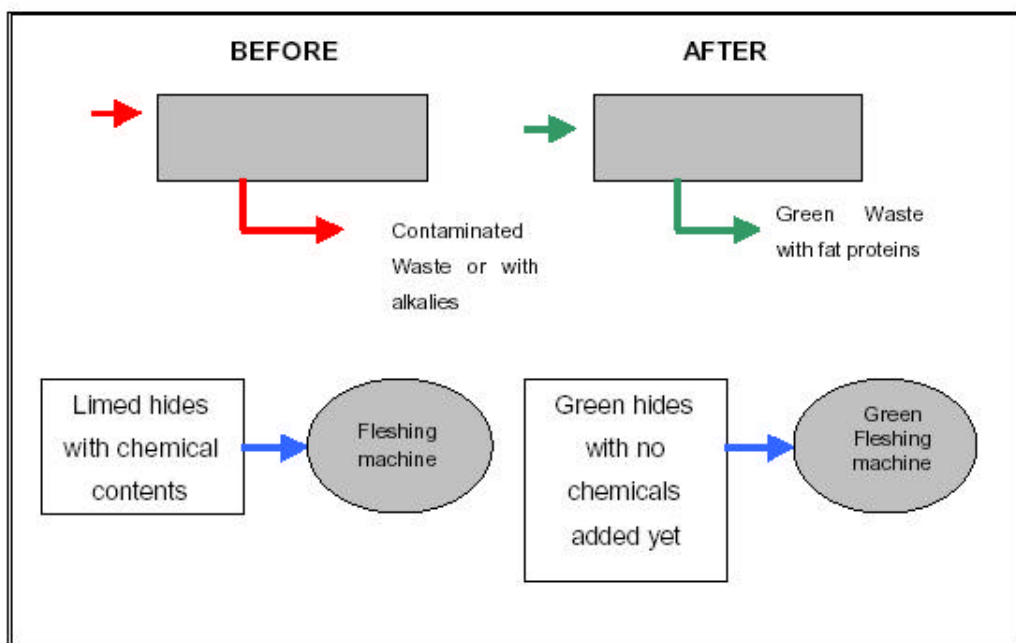 BEFORE
AFTER
Contaminated
Waste or with
alkalies
Green Waste
with fat proteins
Limed hides
with chemical
contents
Fleshing
machine
Green hides
with no
chemicals
added yet
Green
Fleshing
machine